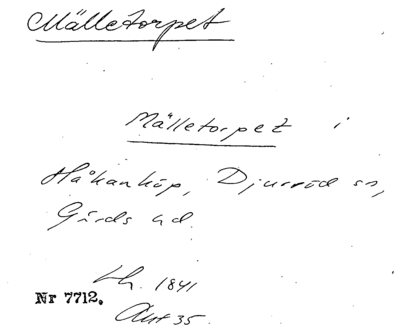 Mälletorpet
Mälletorpet i
Håkanköp, Djurröd sn,
Gärds hd.
Lh. 1841
Nr 7712.
Akt 35.